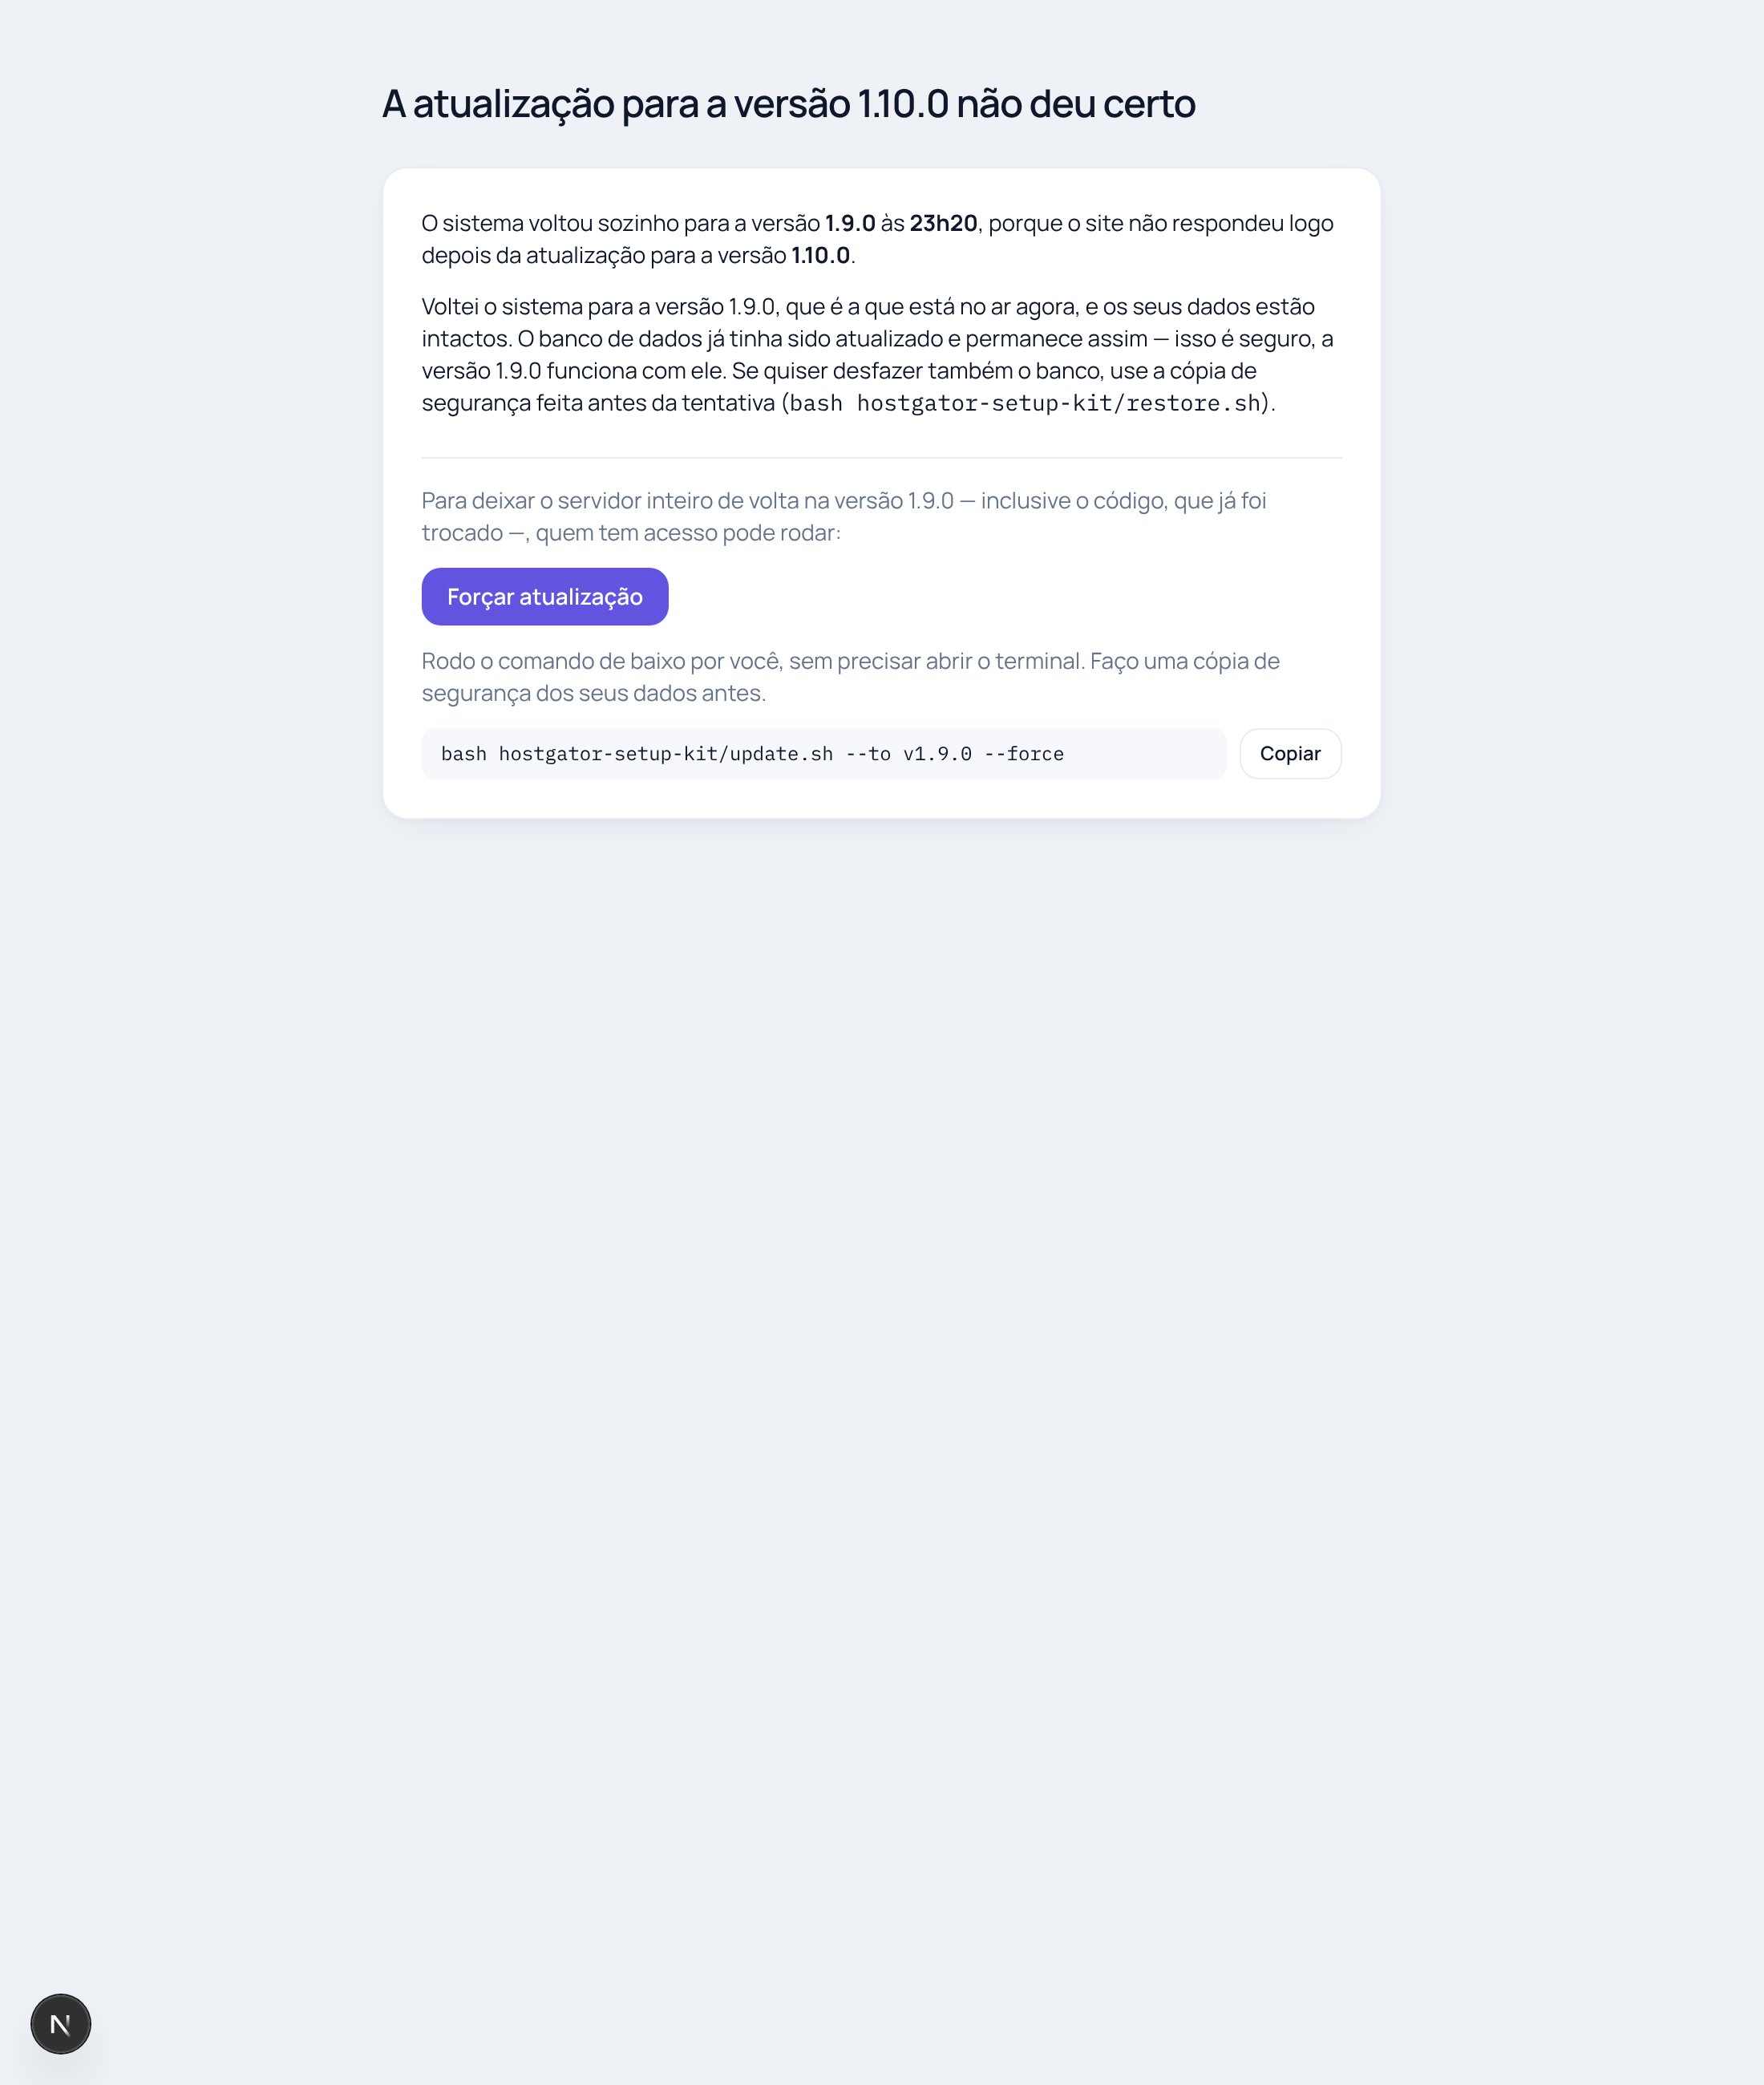 A atualização para a versão 1.10.0 não deu certo
O sistema voltou sozinho para a versão 1.9.0 às 23h20, porque o site não respondeu logo
depois da atualização para a versão 1.10.0.
Voltei o sistema para a versão 1.9.0, que é a que está no ar agora, e os seus dados estão
intactos. O banco de dados já tinha sido atualizado e permanece assim — isso é seguro, a
versão 1.9.0 funciona com ele. Se quiser desfazer também o banco, use a cópia de
segurança feita antes da tentativa (bash hostgator-setup-kit/restore.sh).
Para deixar o servidor inteiro de volta na versão 1.9.0 — inclusive o código, que já foi
trocado —, quem tem acesso pode rodar:
Forçar atualização
Rodo o comando de baixo por você, sem precisar abrir o terminal. Faço uma cópia de
segurança dos seus dados antes.
bash hostgator-setup-kit/update.sh --to v1.9.0 --force
Copiar
N